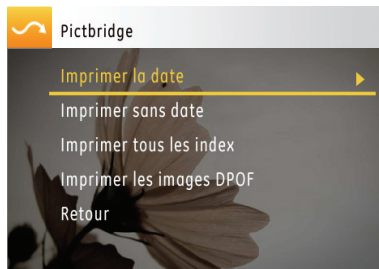 Pictbridge
Imprimer la date
Imprimer sans date
Imprimer tous les index
Imprimer les images DPOF
Retour